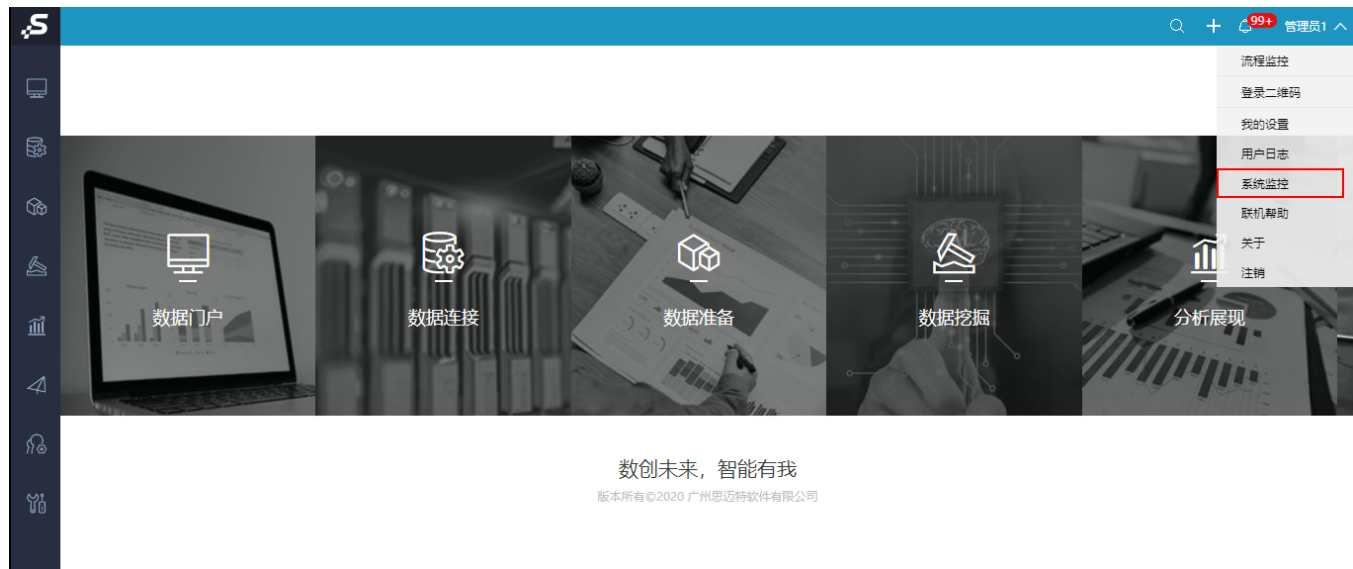 99+
管理员1
流程监控
登录二维码
我的设置
用户日志
系统监控
联机帮助
关于
注销
数据门户
数据连接
数据准备
数据挖掘
分析展现
数创未来，智能有我
版本所有©2020 广州思迈特软件有限公司